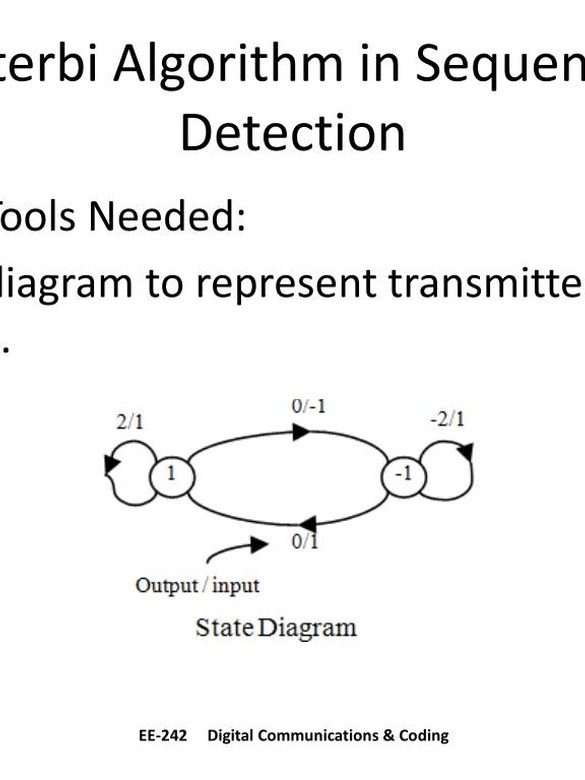 terbi Algorithm in Sequen
Detection
ools Needed:
diagram to represent transmitte
.
0/-1
2/1
-2/1
1
-1
0/1
Output / input
State Diagram
EE-242 Digital Communications & Coding